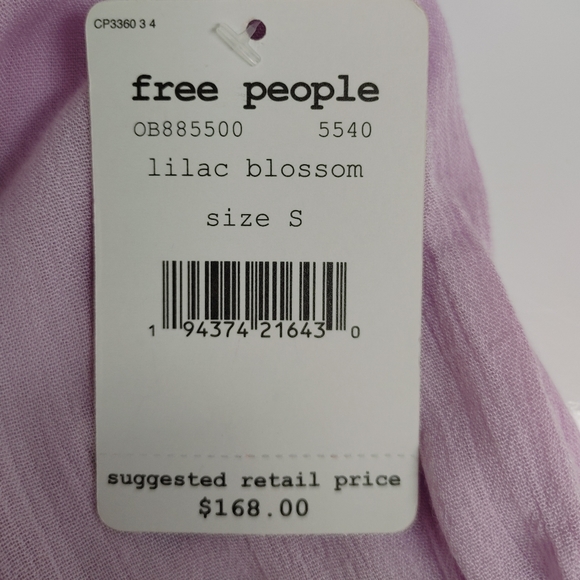 CP3360 3 4
free people
OB885500 5540
lilac blossom
size S
1 94374 21643 0
suggested retail price
$168.00